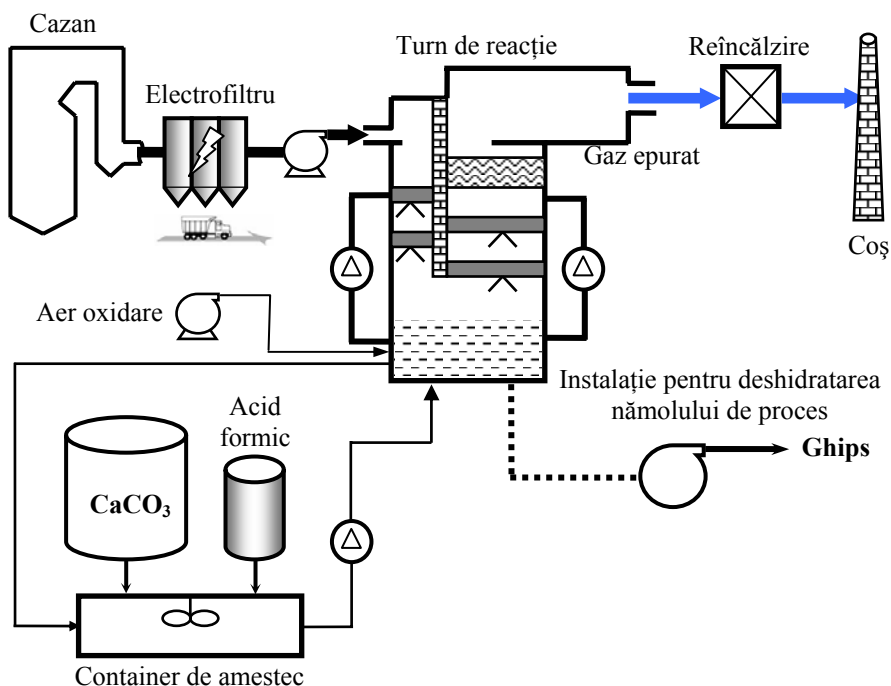 Cazan
Turn de reacție
Reîncălzire
Electrofiltru
Gaz epurat
Coş
Aer oxidare
Instalație pentru deshidratarea
nămolului de proces
Acid
formic
Ghips
CaCO₃
Container de amestec